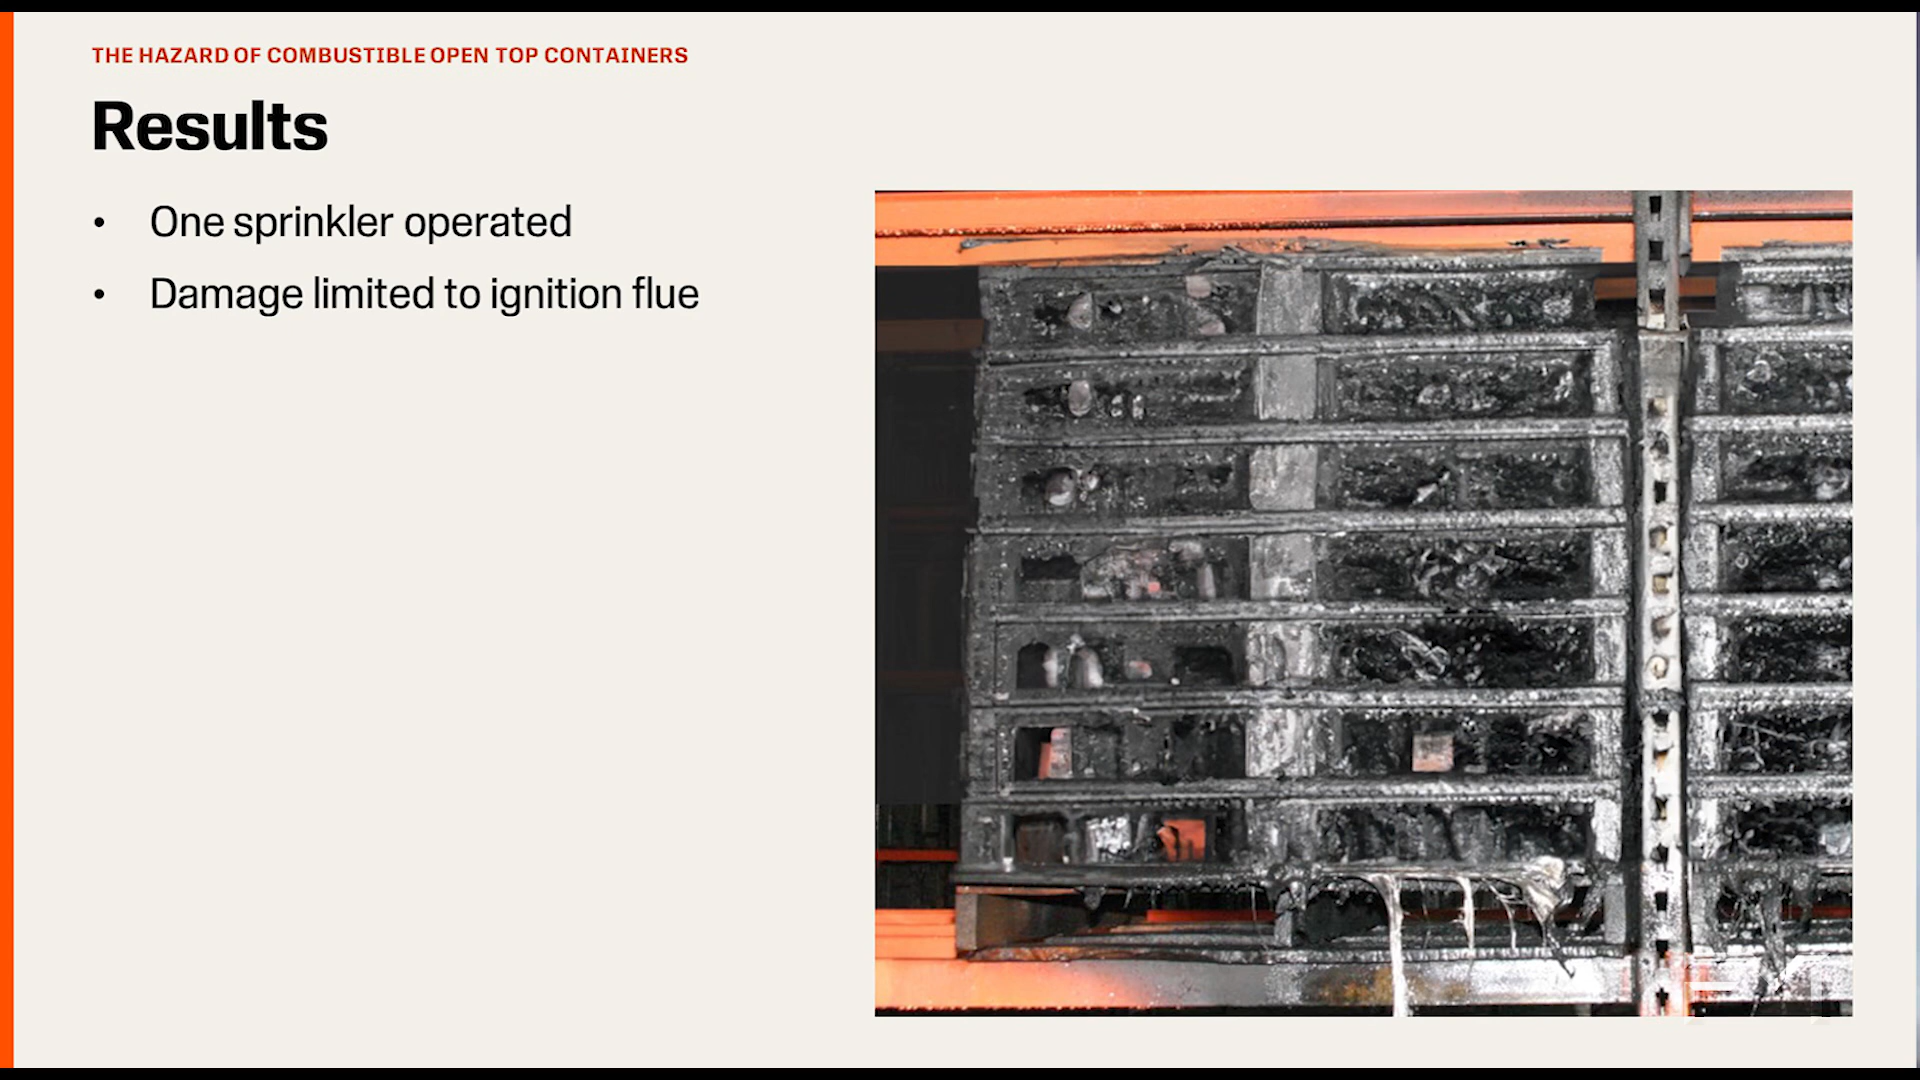 THE HAZARD OF COMBUSTIBLE OPEN TOP CONTAINERS
Results
• One sprinkler operated
• Damage limited to ignition flue